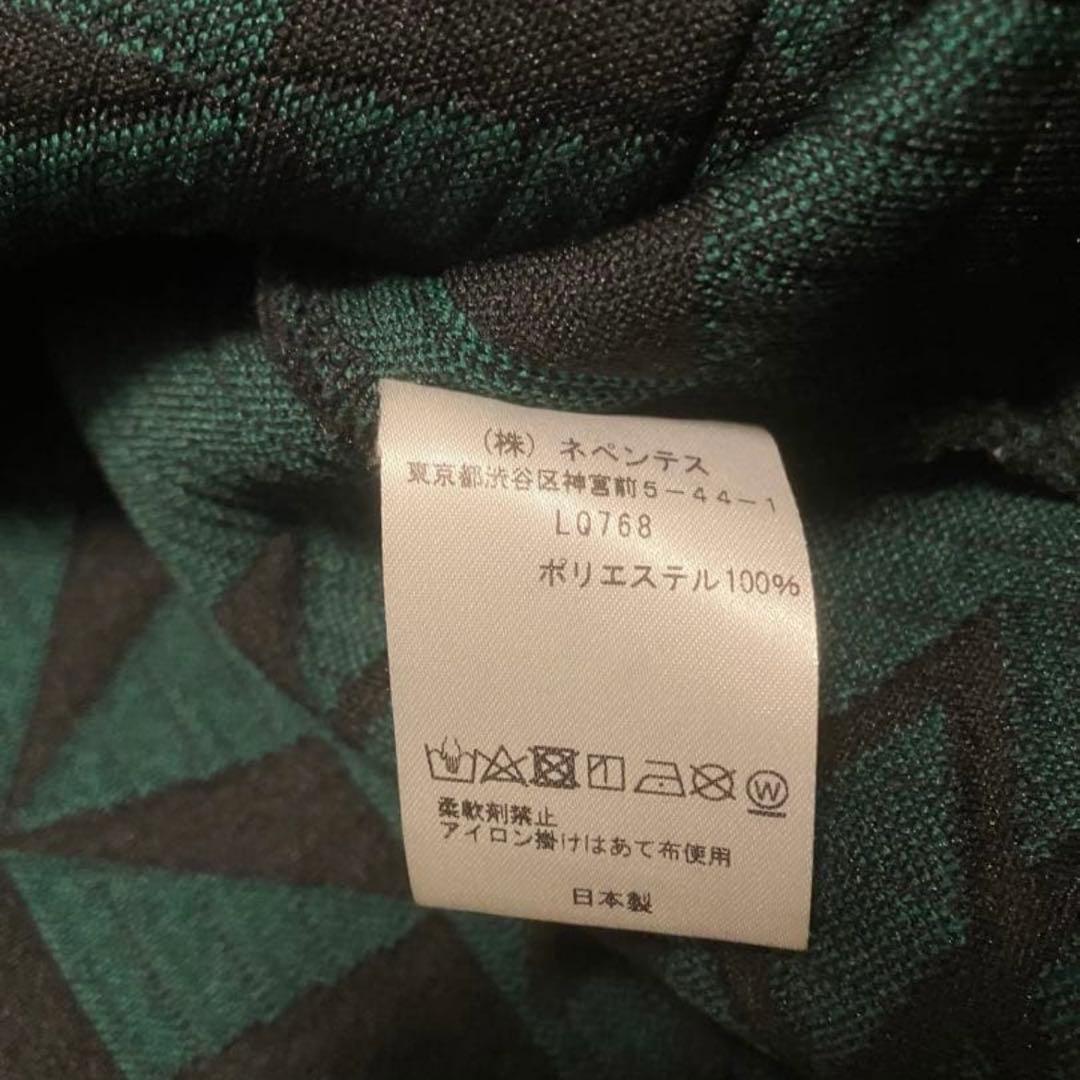 (株) ネペンテス
東京都渋谷区神宮前5-44-1
LQ768
ポリエステル100%
W
柔軟剤禁止
アイロン掛けはあて布使用
日本製